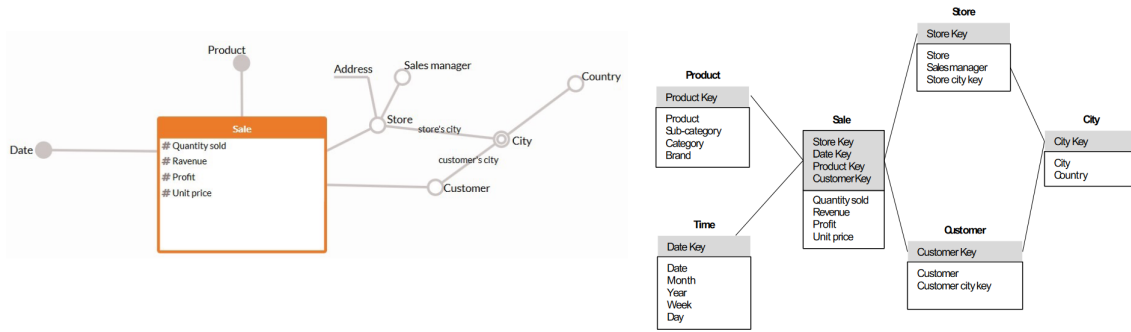 Product
Address
Sales manager
Country
Sale
# Quantity sold
# Revenue
# Profit
# Unit price
Date
Store
store's city
City
customer's city
Customer
Store
Store Key
Store
Sales manager
Store city key
Product
Product Key
Product
Sub-category
Category
Brand
Sale
Store Key
Date Key
Product Key
Customer Key
Quantity sold
Revenue
Profit
Unit price
City
City Key
City
Country
Time
Date Key
Date
Month
Year
Week
Day
Customer
Customer Key
Customer
Customer city key